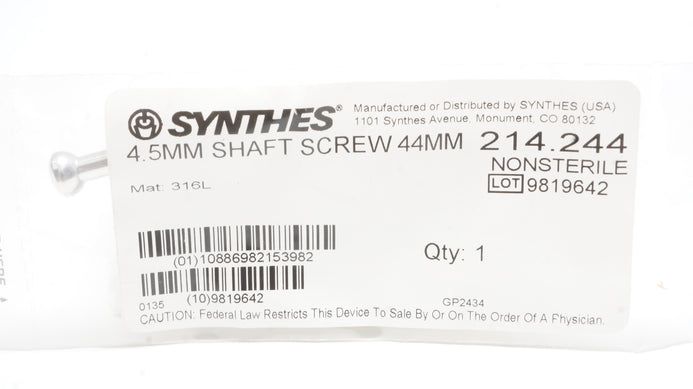 SYNTHES®
Manufactured or Distributed by SYNTHES (USA)
1101 Synthes Avenue, Monument, CO 80132
4.5MM SHAFT SCREW 44MM 214.244
NONSTERILE
Mat: 316L
LOT 9819642
(01)10886982153982
Qty: 1
0135 (10)9819642
GP2434
CAUTION: Federal Law Restricts This Device To Sale By Or On The Order Of A Physician.